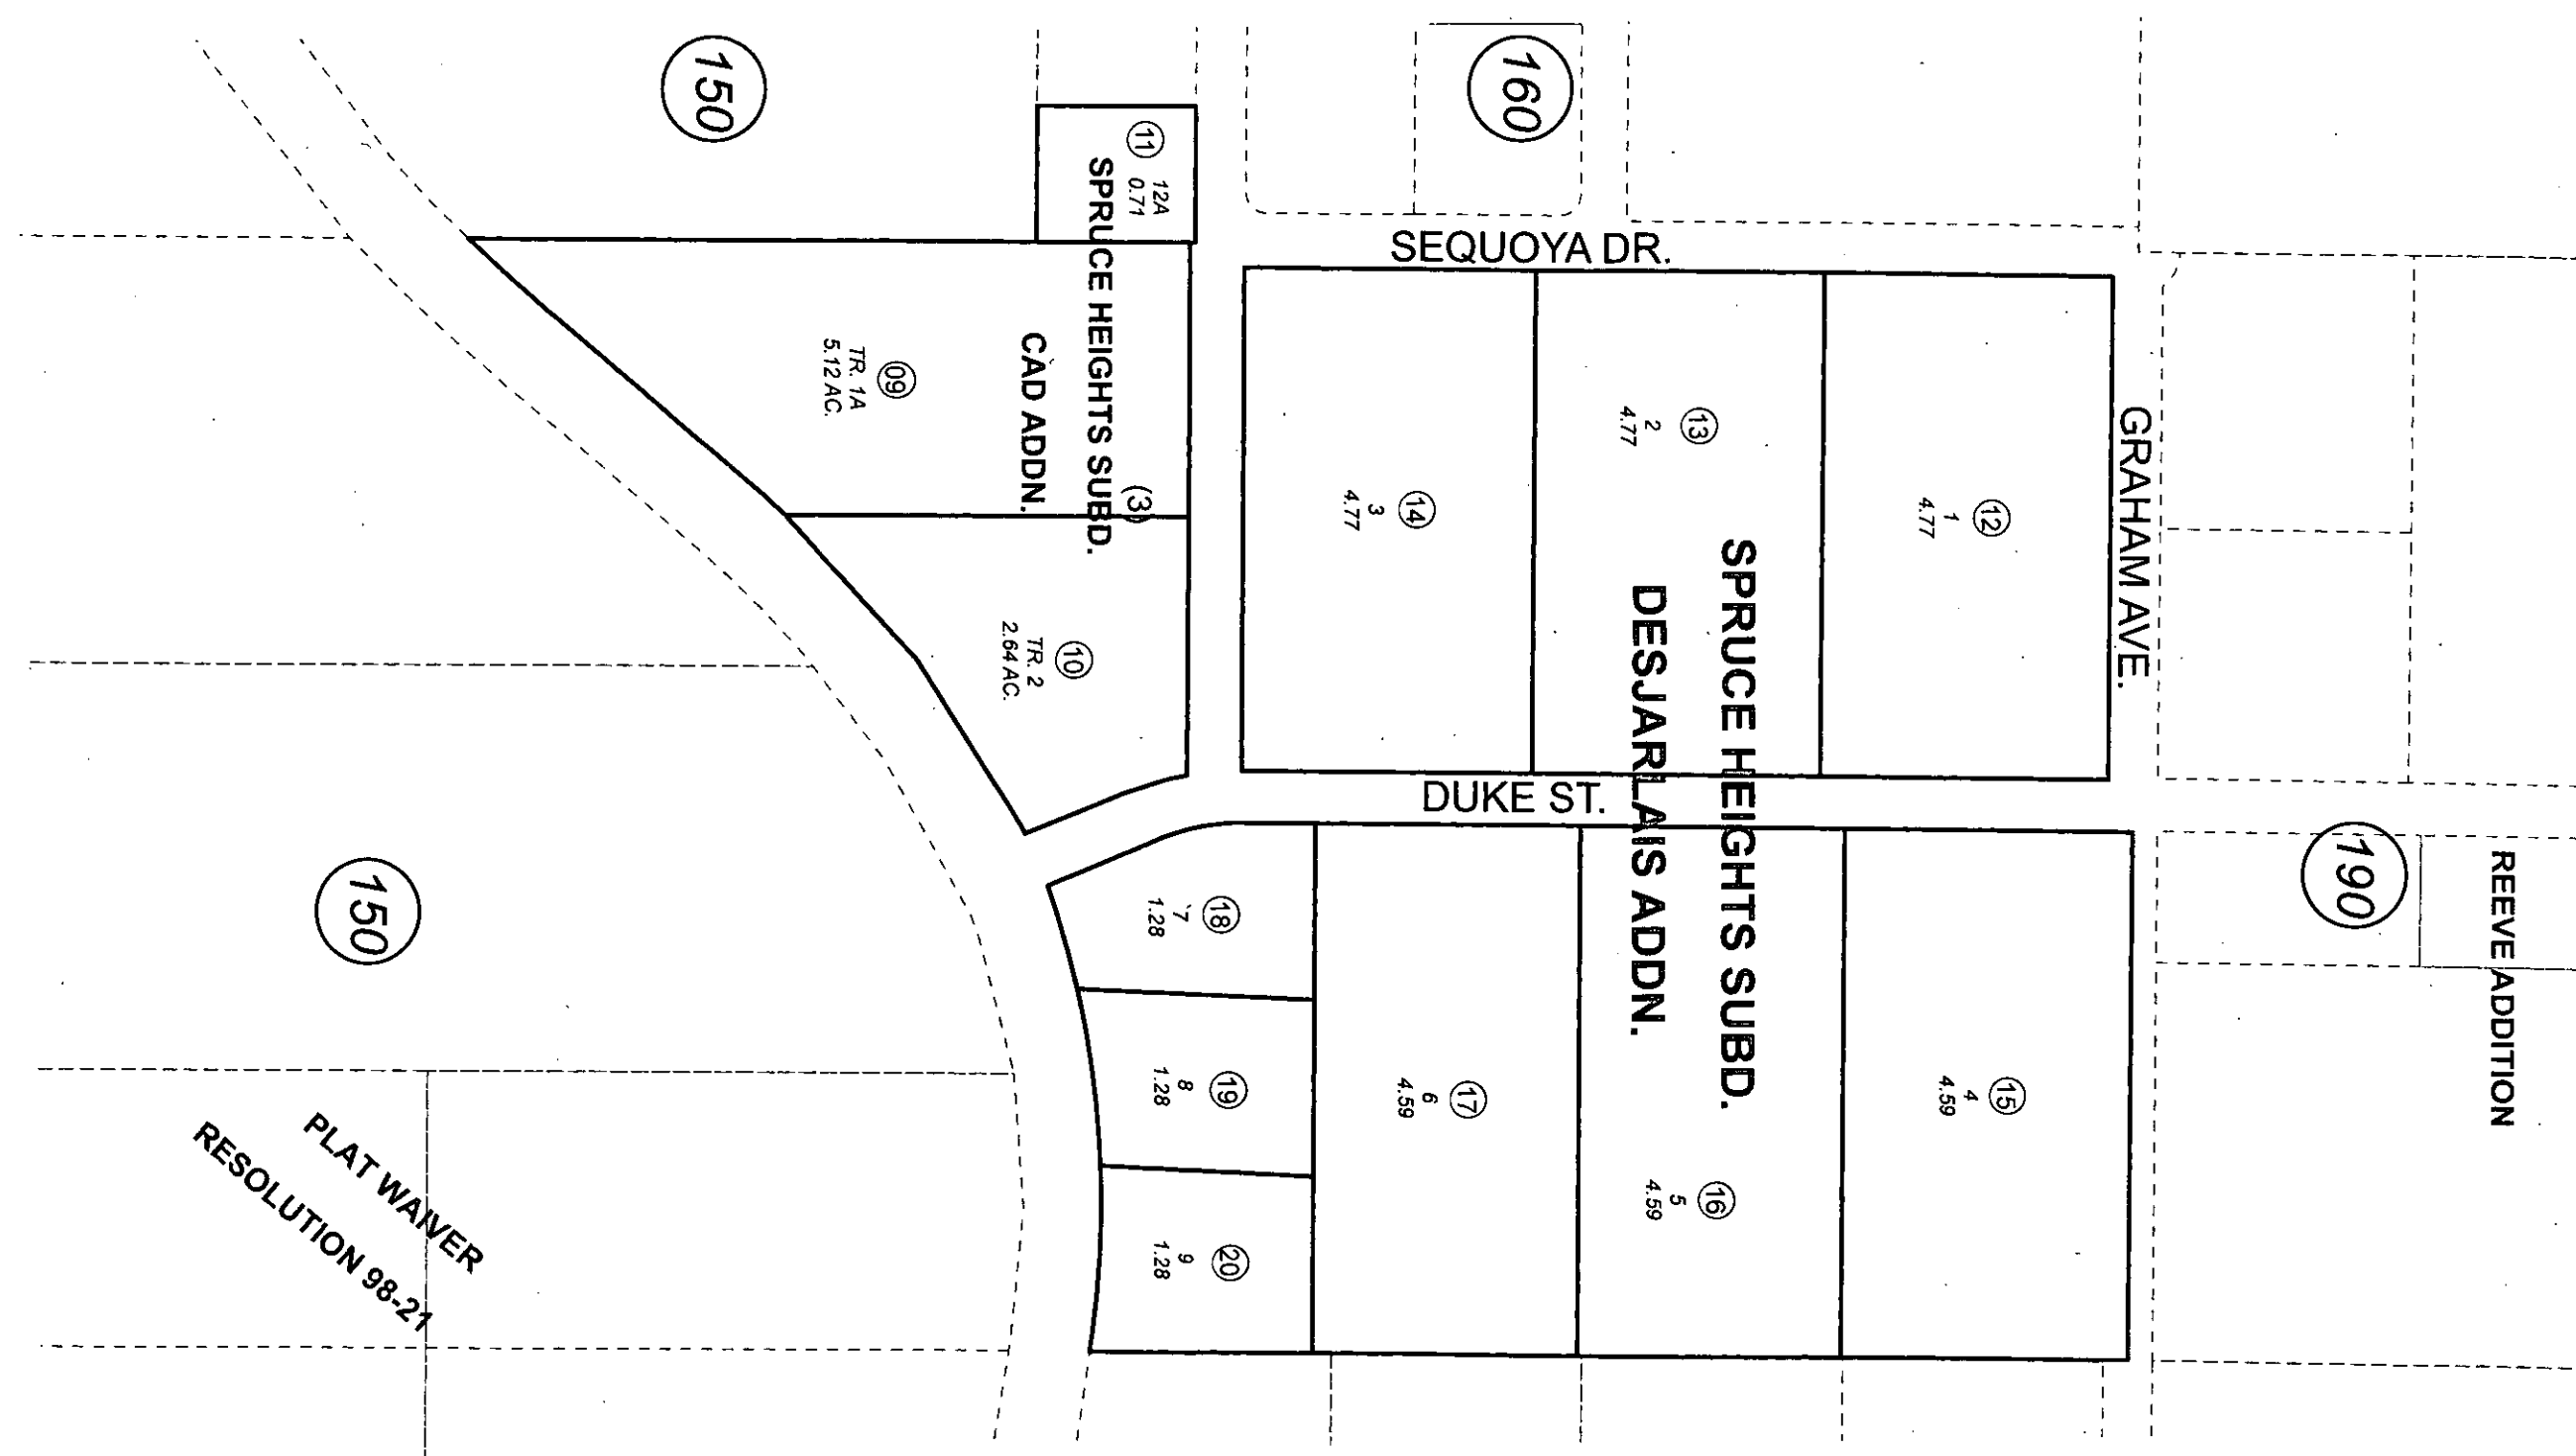 150
160
11
12A
0.71
SPRUCE HEIGHTS SUBD.
CAD ADDN.
(3)
SEQUOYA DR.
09
TR. 1A
5.12 AC.
10
TR. 2
2.64 AC.
14
3
4.77
13
2
4.77
12
1
4.77
GRAHAM AVE.
SPRUCE HEIGHTS SUBD.
DESJARLAIS ADDN.
DUKE ST.
190
REEVE ADDITION
150
18
7
1.28
19
8
1.28
20
9
1.28
17
6
4.59
16
5
4.59
15
4
4.59
PLAT WAIVER
RESOLUTION 98-21